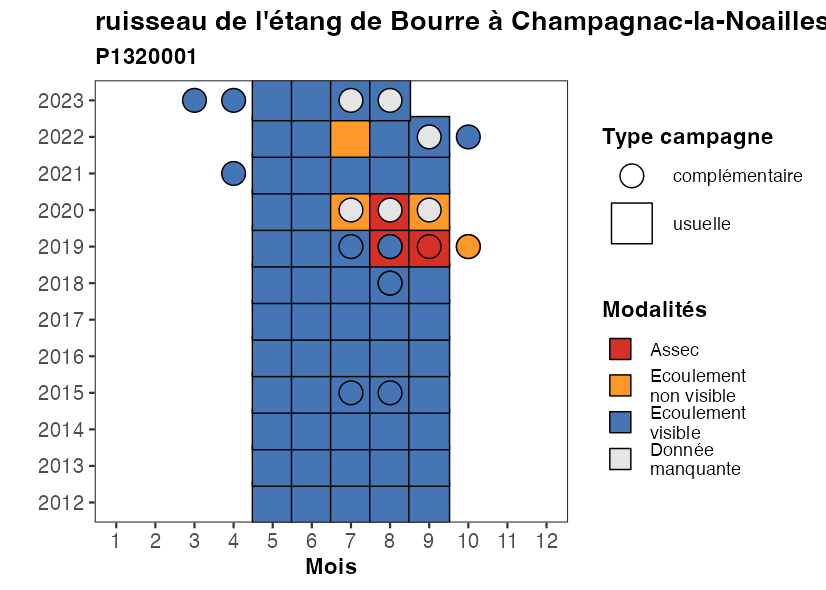 ruisseau de l'étang de Bourre à Champagnac-la-Noailles
P1320001
2023
2022
2021
2020
2019
2018
2017
2016
2015
2014
2013
2012
1 2 3 4 5 6 7 8 9 10 11 12
Mois
Type campagne
complémentaire
usuelle
Modalités
Assec
Ecoulement
non visible
Ecoulement
visible
Donnée
manquante